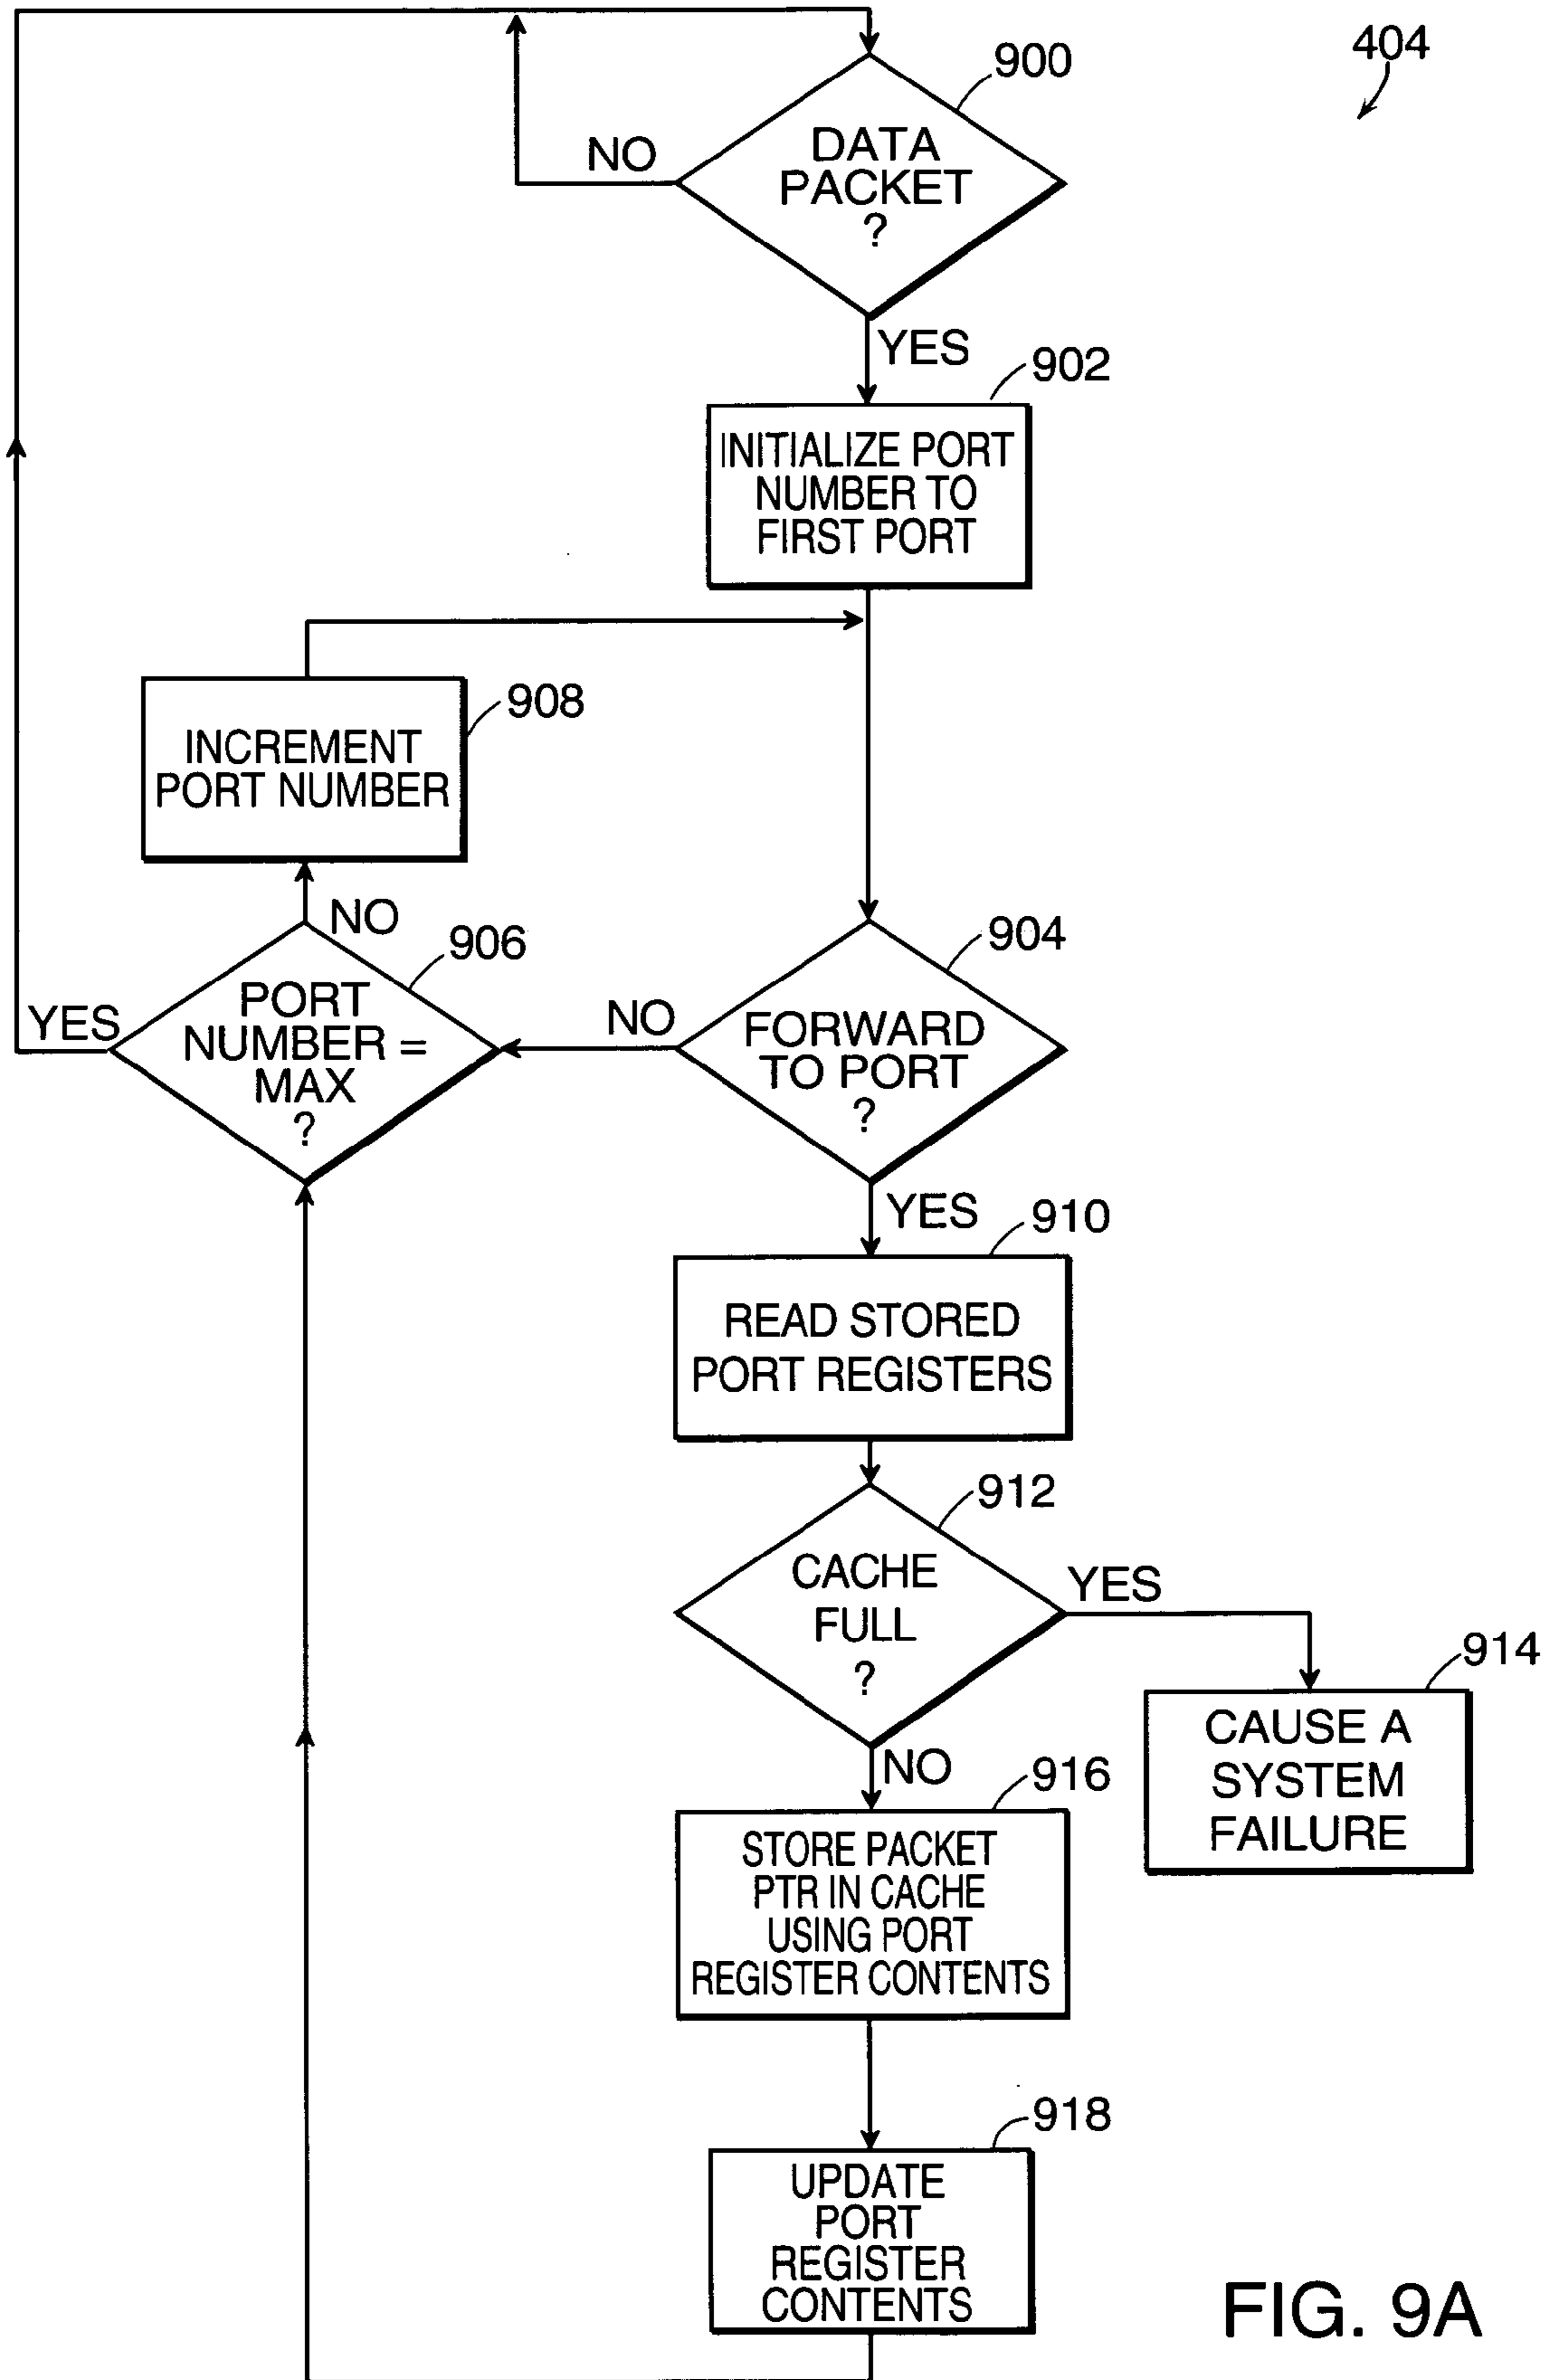 404
900
DATA
PACKET
?
NO
YES
902
INITIALIZE PORT
NUMBER TO
FIRST PORT
908
INCREMENT
PORT NUMBER
NO
906
PORT
NUMBER =
MAX
?
YES
904
NO
FORWARD
TO PORT
?
YES
910
READ STORED
PORT REGISTERS
912
CACHE
FULL
?
YES
914
CAUSE A
SYSTEM
FAILURE
NO
916
STORE PACKET
PTR IN CACHE
USING PORT
REGISTER CONTENTS
918
UPDATE
PORT
REGISTER
CONTENTS
FIG. 9A